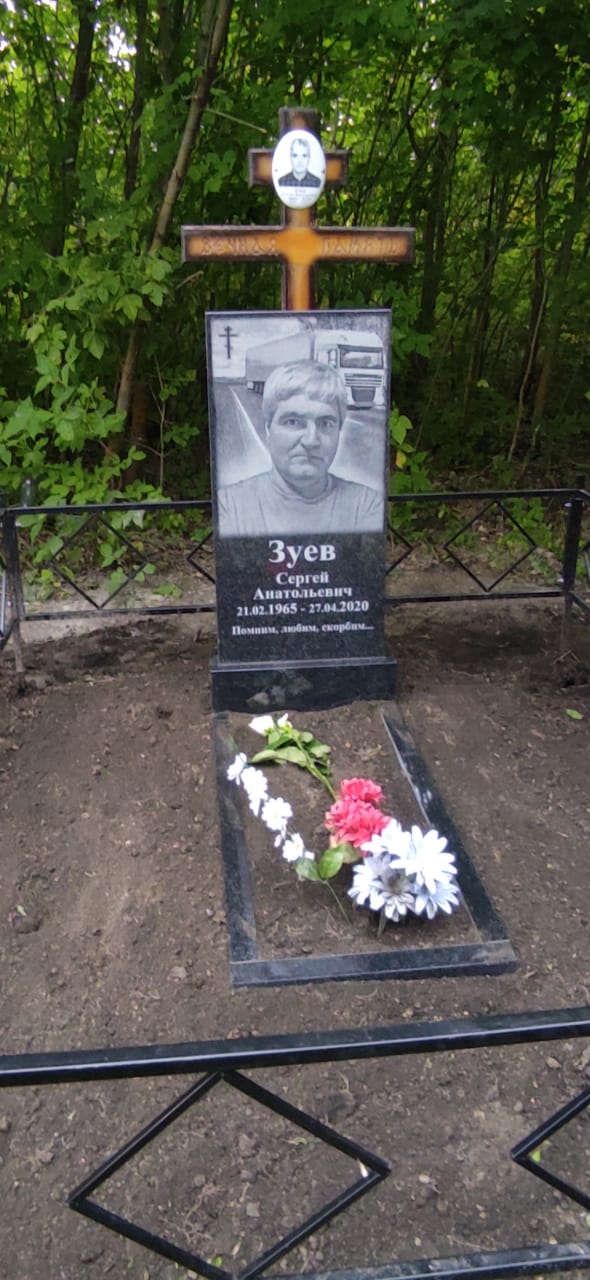 ВЕЧНАЯ ПАМЯТЬ
Зуев
Сергей
Анатольевич
21.02.1965 - 27.04.2020
Помним, любим, скорбим...